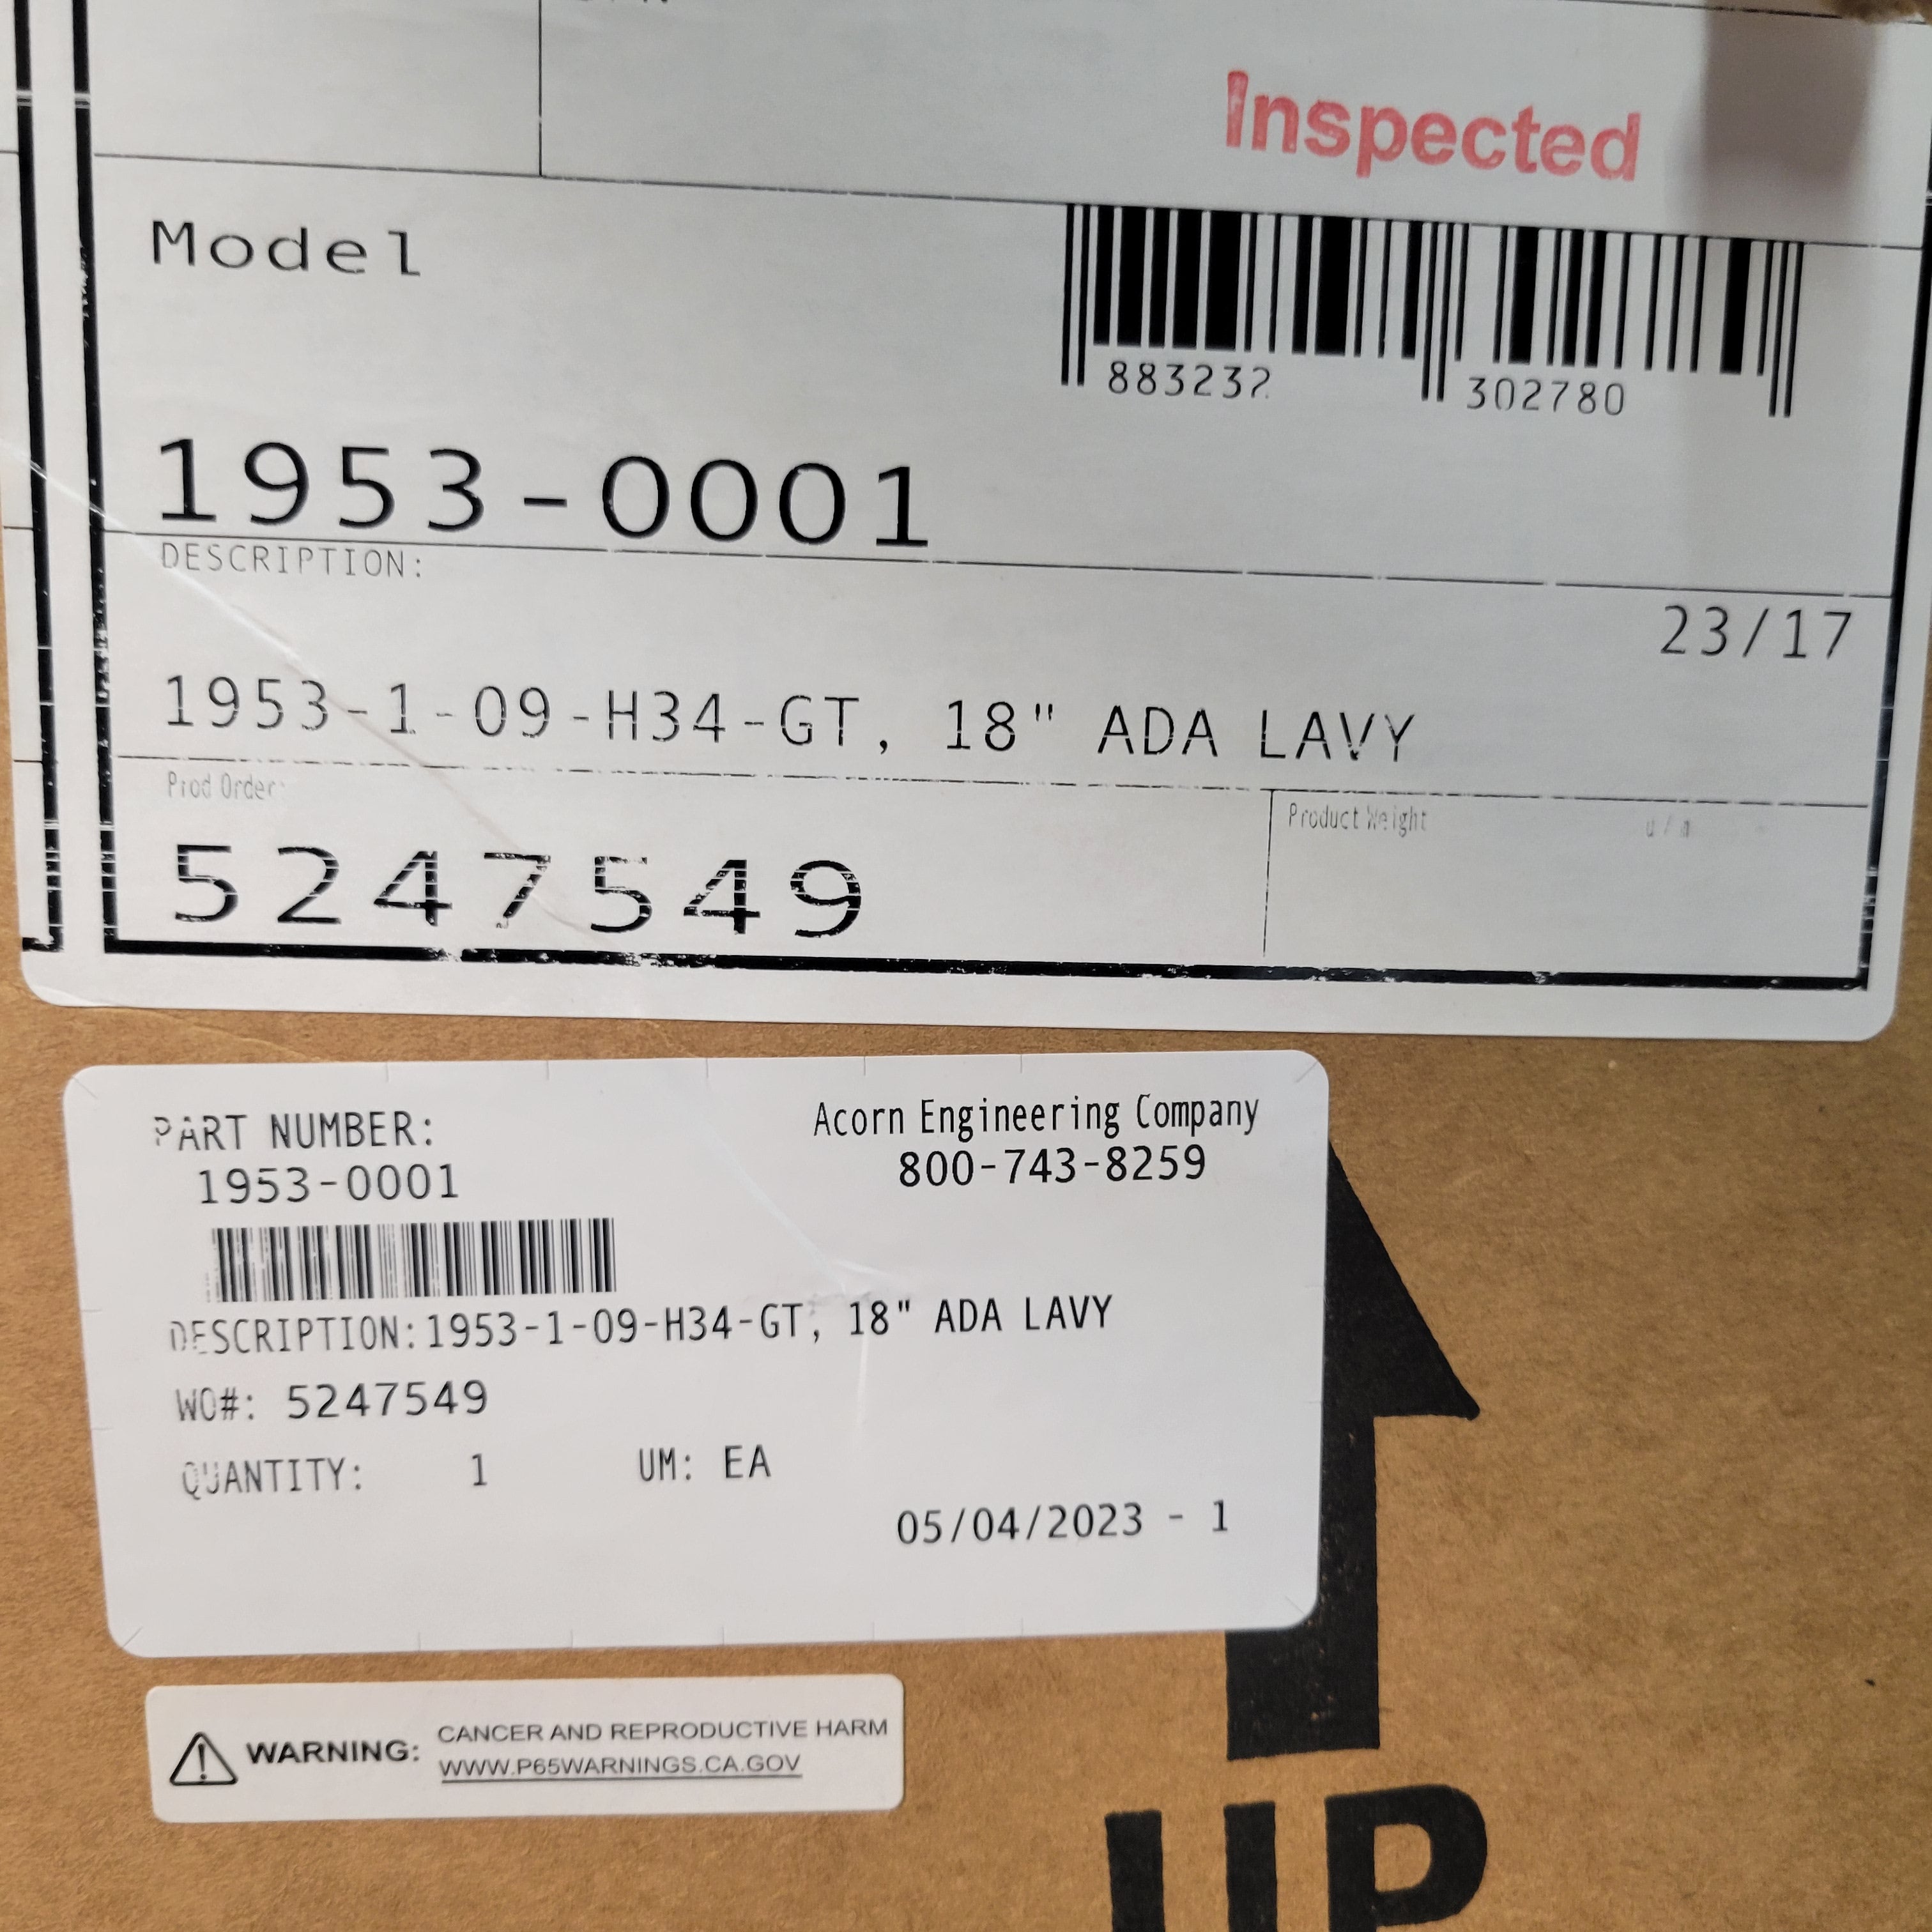 Inspected
Model
883232 302780
1953-0001
DESCRIPTION:
23/17
1953-1-09-H34-GT, 18" ADA LAVY
Prod Order:
Product Weight u/m
5247549
PART NUMBER:
1953-0001
Acorn Engineering Company
800-743-8259
DESCRIPTION:1953-1-09-H34-GT, 18" ADA LAVY
WO#: 5247549
QUANTITY: 1 UM: EA
05/04/2023 - 1
WARNING: CANCER AND REPRODUCTIVE HARM
WWW.P65WARNINGS.CA.GOV
UP